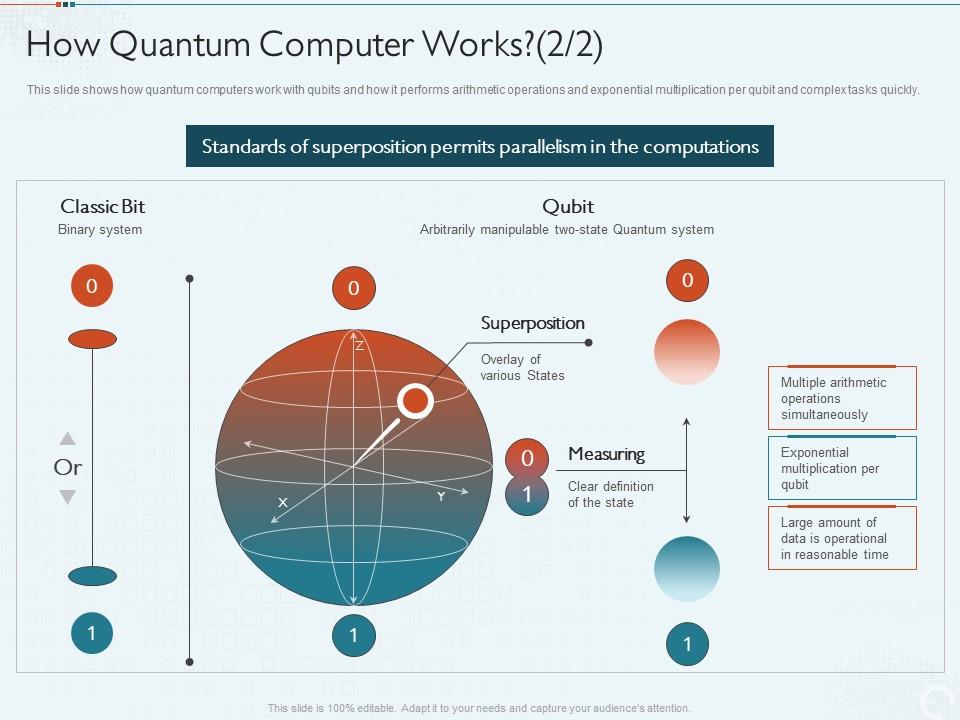 How Quantum Computer Works?(2/2)
This slide shows how quantum computers work with qubits and how it performs arithmetic operations and exponential multiplication per qubit and complex tasks quickly.
Standards of superposition permits parallelism in the computations
Classic Bit
Binary system
0
Or
1
Qubit
Arbitrarily manipulable two-state Quantum system
0
Z
X
Y
1
Superposition
Overlay of
various States
0
1
Measuring
Clear definition
of the state
0
1
Multiple arithmetic
operations
simultaneously
Exponential
multiplication per
qubit
Large amount of
data is operational
in reasonable time
This slide is 100% editable. Adapt it to your needs and capture your audience's attention.